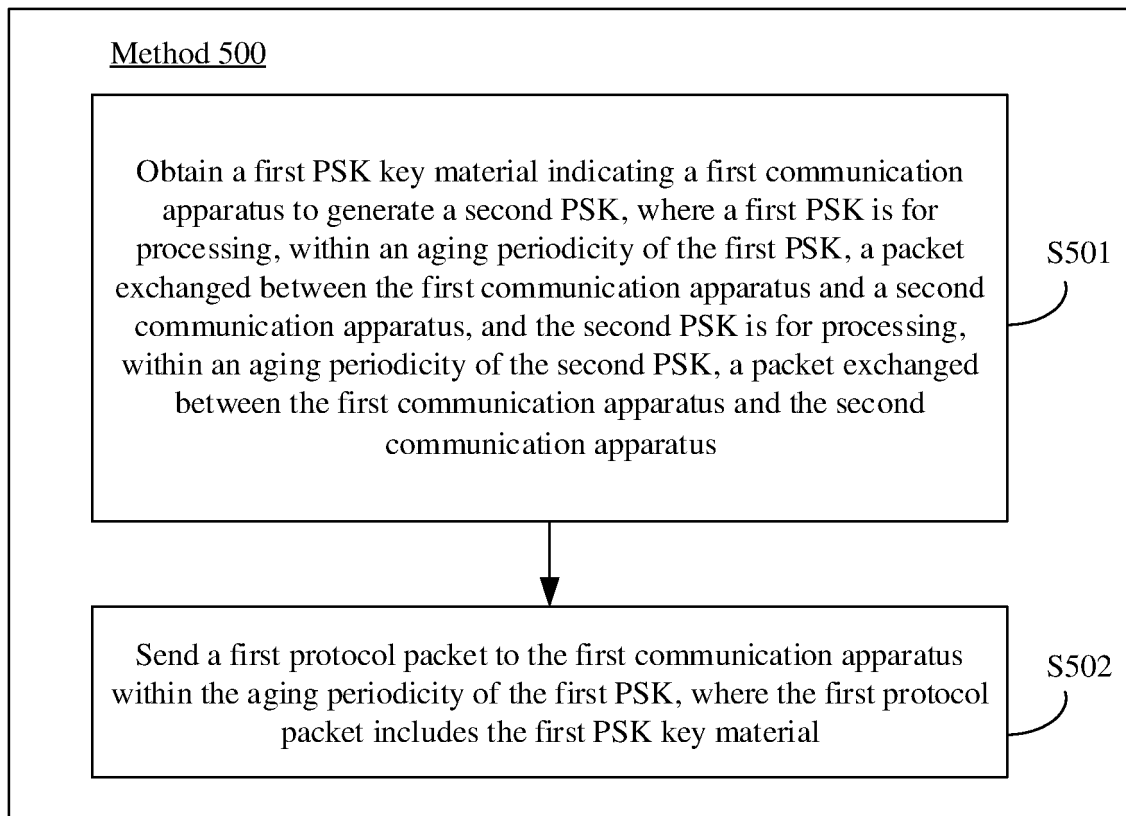 Method 500
Obtain a first PSK key material indicating a first communication
apparatus to generate a second PSK, where a first PSK is for
processing, within an aging periodicity of the first PSK, a packet
exchanged between the first communication apparatus and a second
communication apparatus, and the second PSK is for processing,
within an aging periodicity of the second PSK, a packet exchanged
between the first communication apparatus and the second
communication apparatus
S501
Send a first protocol packet to the first communication apparatus
within the aging periodicity of the first PSK, where the first protocol
packet includes the first PSK key material
S502